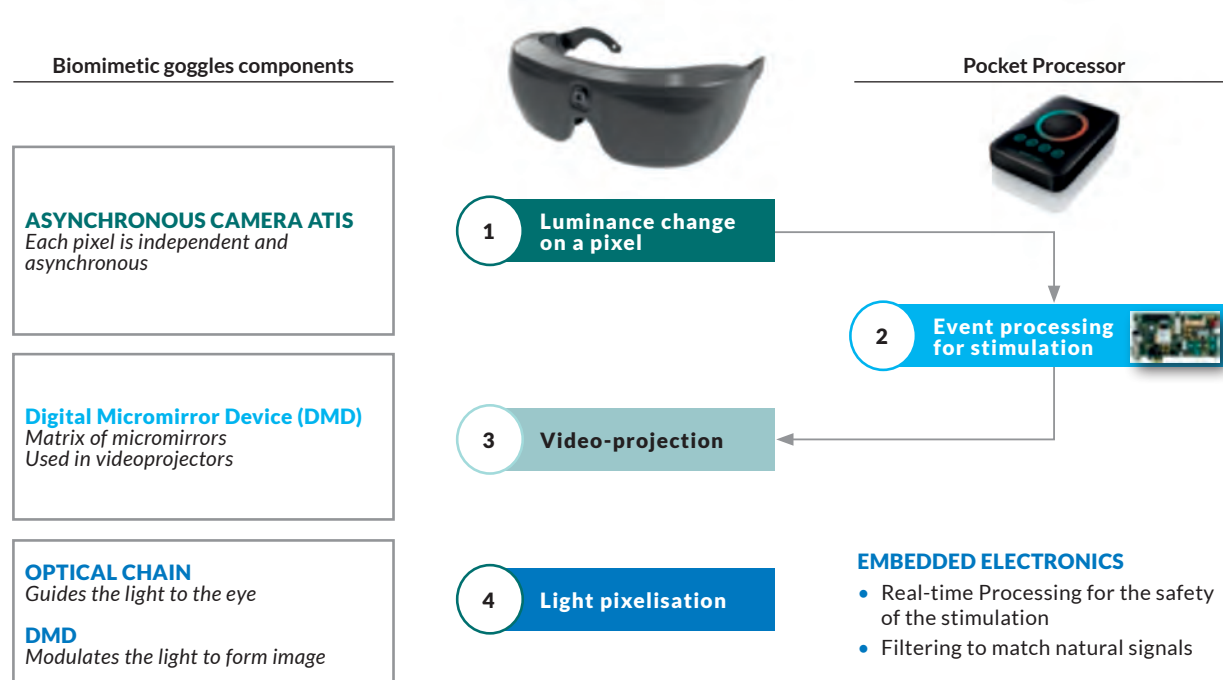 Biomimetic goggles components
Pocket Processor
ASYNCHRONOUS CAMERA ATIS
Each pixel is independent and
asynchronous
1
Luminance change
on a pixel
2
Event processing
for stimulation
Digital Micromirror Device (DMD)
Matrix of micromirrors
Used in videoprojectors
3
Video-projection
OPTICAL CHAIN
Guides the light to the eye
DMD
Modulates the light to form image
4
Light pixelisation
EMBEDDED ELECTRONICS
• Real-time Processing for the safety
of the stimulation
• Filtering to match natural signals